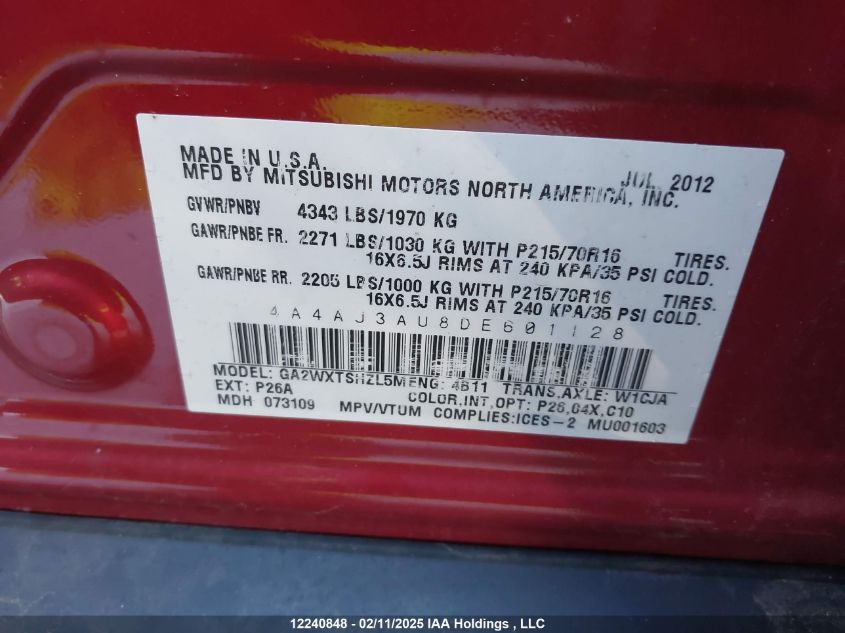 MADE IN U.S.A. JUL 2012
MFD BY MITSUBISHI MOTORS NORTH AMERICA, INC.
GVWR/PNBV 4343 LBS/1970 KG
GAWR/PNBE FR. 2271 LBS/1030 KG WITH P215/70R16 TIRES.
16X6.5J RIMS AT 240 KPA/35 PSI COLD.
GAWR/PNBE RR. 2205 LBS/1000 KG WITH P215/70R16 TIRES.
16X6.5J RIMS AT 240 KPA/35 PSI COLD.
4A4AJ3AU8DE601128
MODEL: GA2WXTSHZL5M ENG: 4B11 TRANS.AXLE: W1CJA
EXT: P26A COLOR,INT,OPT: P26,64X,C10
MDH 073109 MPV/VTUM COMPLIES:ICES-2 MU001603
12240848 - 02/11/2025 IAA Holdings , LLC